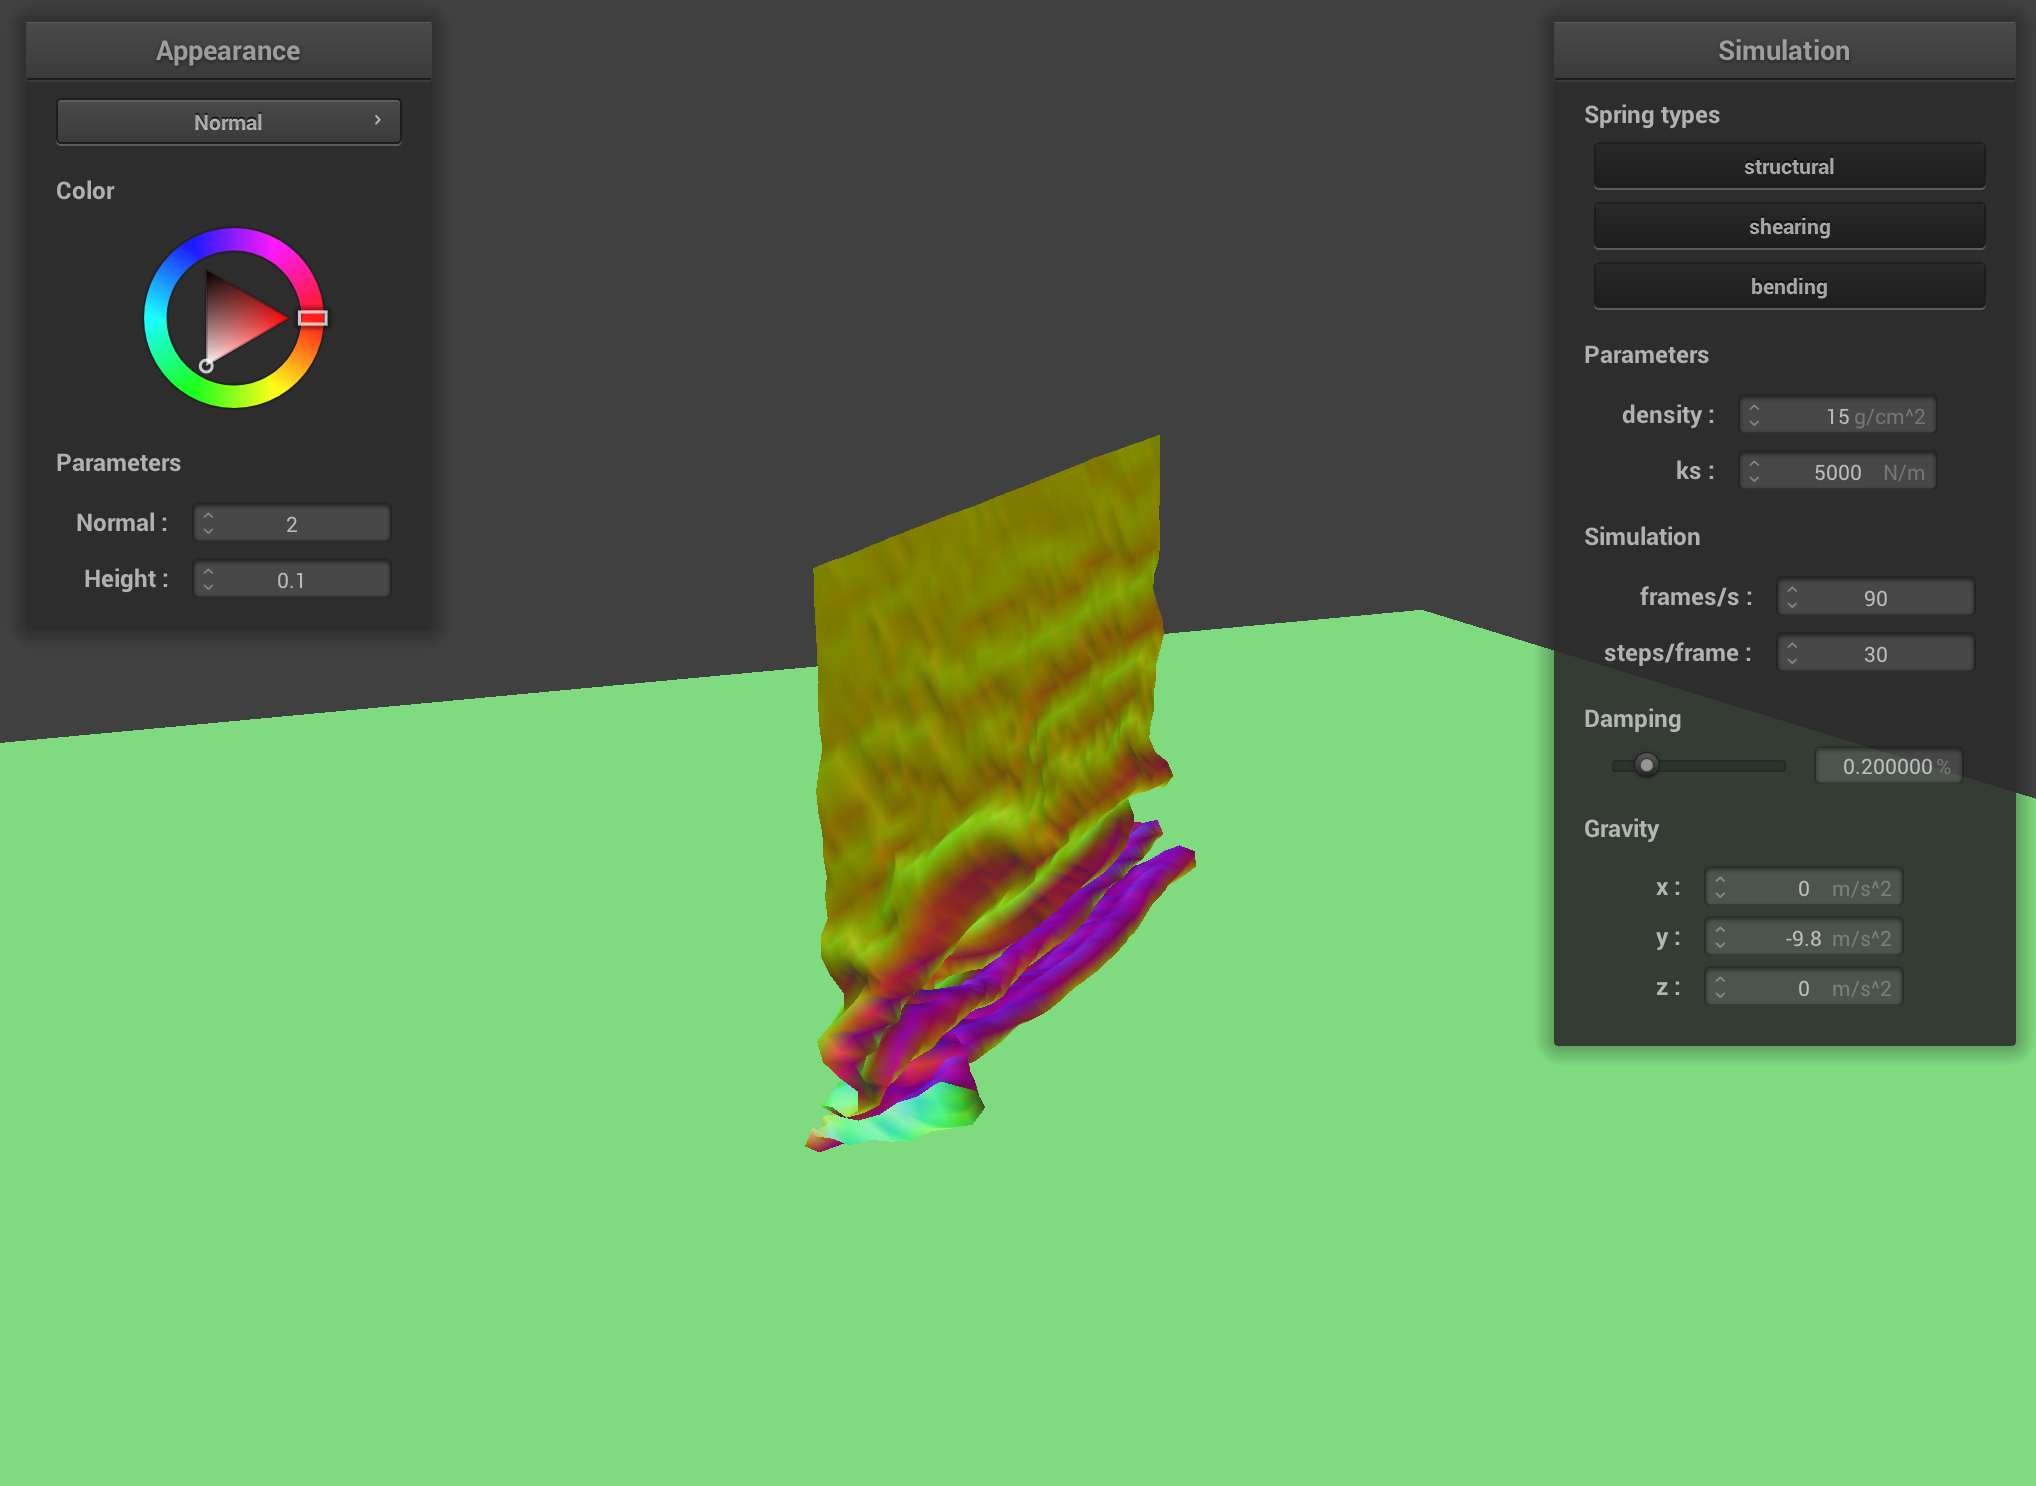 Appearance
Normal
Color
Parameters
Normal : 2
Height : 0.1
Simulation
Spring types
structural
shearing
bending
Parameters
density : 15 g/cm^2
ks : 5000 N/m
Simulation
frames/s : 90
steps/frame : 30
Damping
0.200000 %
Gravity
x : 0 m/s^2
y : -9.8 m/s^2
z : 0 m/s^2